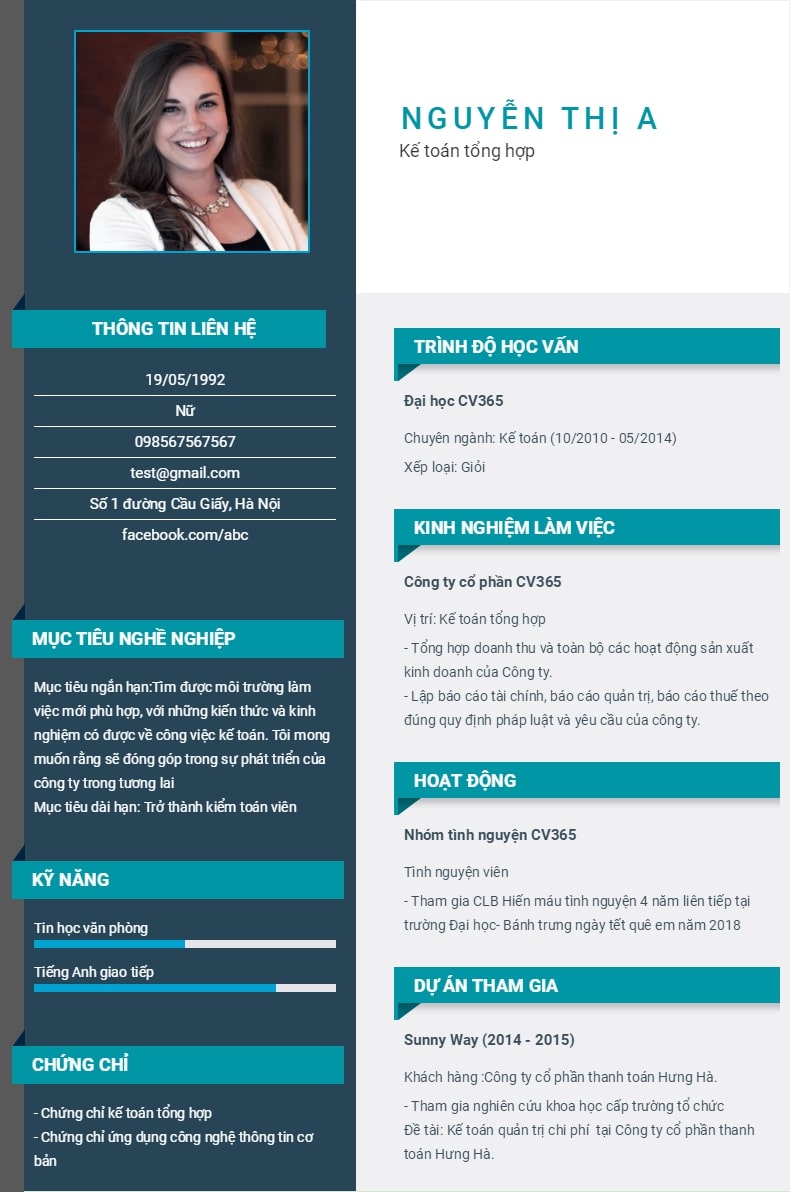 NGUYỄN THỊ A
Kế toán tổng hợp
THÔNG TIN LIÊN HỆ
19/05/1992
Nữ
098567567567
test@gmail.com
Số 1 đường Cầu Giấy, Hà Nội
facebook.com/abc
MỤC TIÊU NGHỀ NGHIỆP
Mục tiêu ngắn hạn:Tìm được môi trường làm
việc mới phù hợp, với những kiến thức và kinh
nghiệm có được về công việc kế toán. Tôi mong
muốn rằng sẽ đóng góp trong sự phát triển của
công ty trong tương lai
Mục tiêu dài hạn: Trở thành kiểm toán viên
KỸ NĂNG
Tin học văn phòng
Tiếng Anh giao tiếp
CHỨNG CHỈ
- Chứng chỉ kế toán tổng hợp
- Chứng chỉ ứng dụng công nghệ thông tin cơ
bản
TRÌNH ĐỘ HỌC VẤN
Đại học CV365
Chuyên ngành: Kế toán (10/2010 - 05/2014)
Xếp loại: Giỏi
KINH NGHIỆM LÀM VIỆC
Công ty cổ phần CV365
Vị trí: Kế toán tổng hợp
- Tổng hợp doanh thu và toàn bộ các hoạt động sản xuất
kinh doanh của Công ty.
- Lập báo cáo tài chính, báo cáo quản trị, báo cáo thuế theo
đúng quy định pháp luật và yêu cầu của công ty.
HOẠT ĐỘNG
Nhóm tình nguyện CV365
Tình nguyện viên
- Tham gia CLB Hiến máu tình nguyện 4 năm liên tiếp tại
trường Đại học- Bánh trưng ngày tết quê em năm 2018
DỰ ÁN THAM GIA
Sunny Way (2014 - 2015)
Khách hàng :Công ty cổ phần thanh toán Hưng Hà.
- Tham gia nghiên cứu khoa học cấp trường tổ chức
Đề tài: Kế toán quản trị chi phí  tại Công ty cổ phần thanh
toán Hưng Hà.